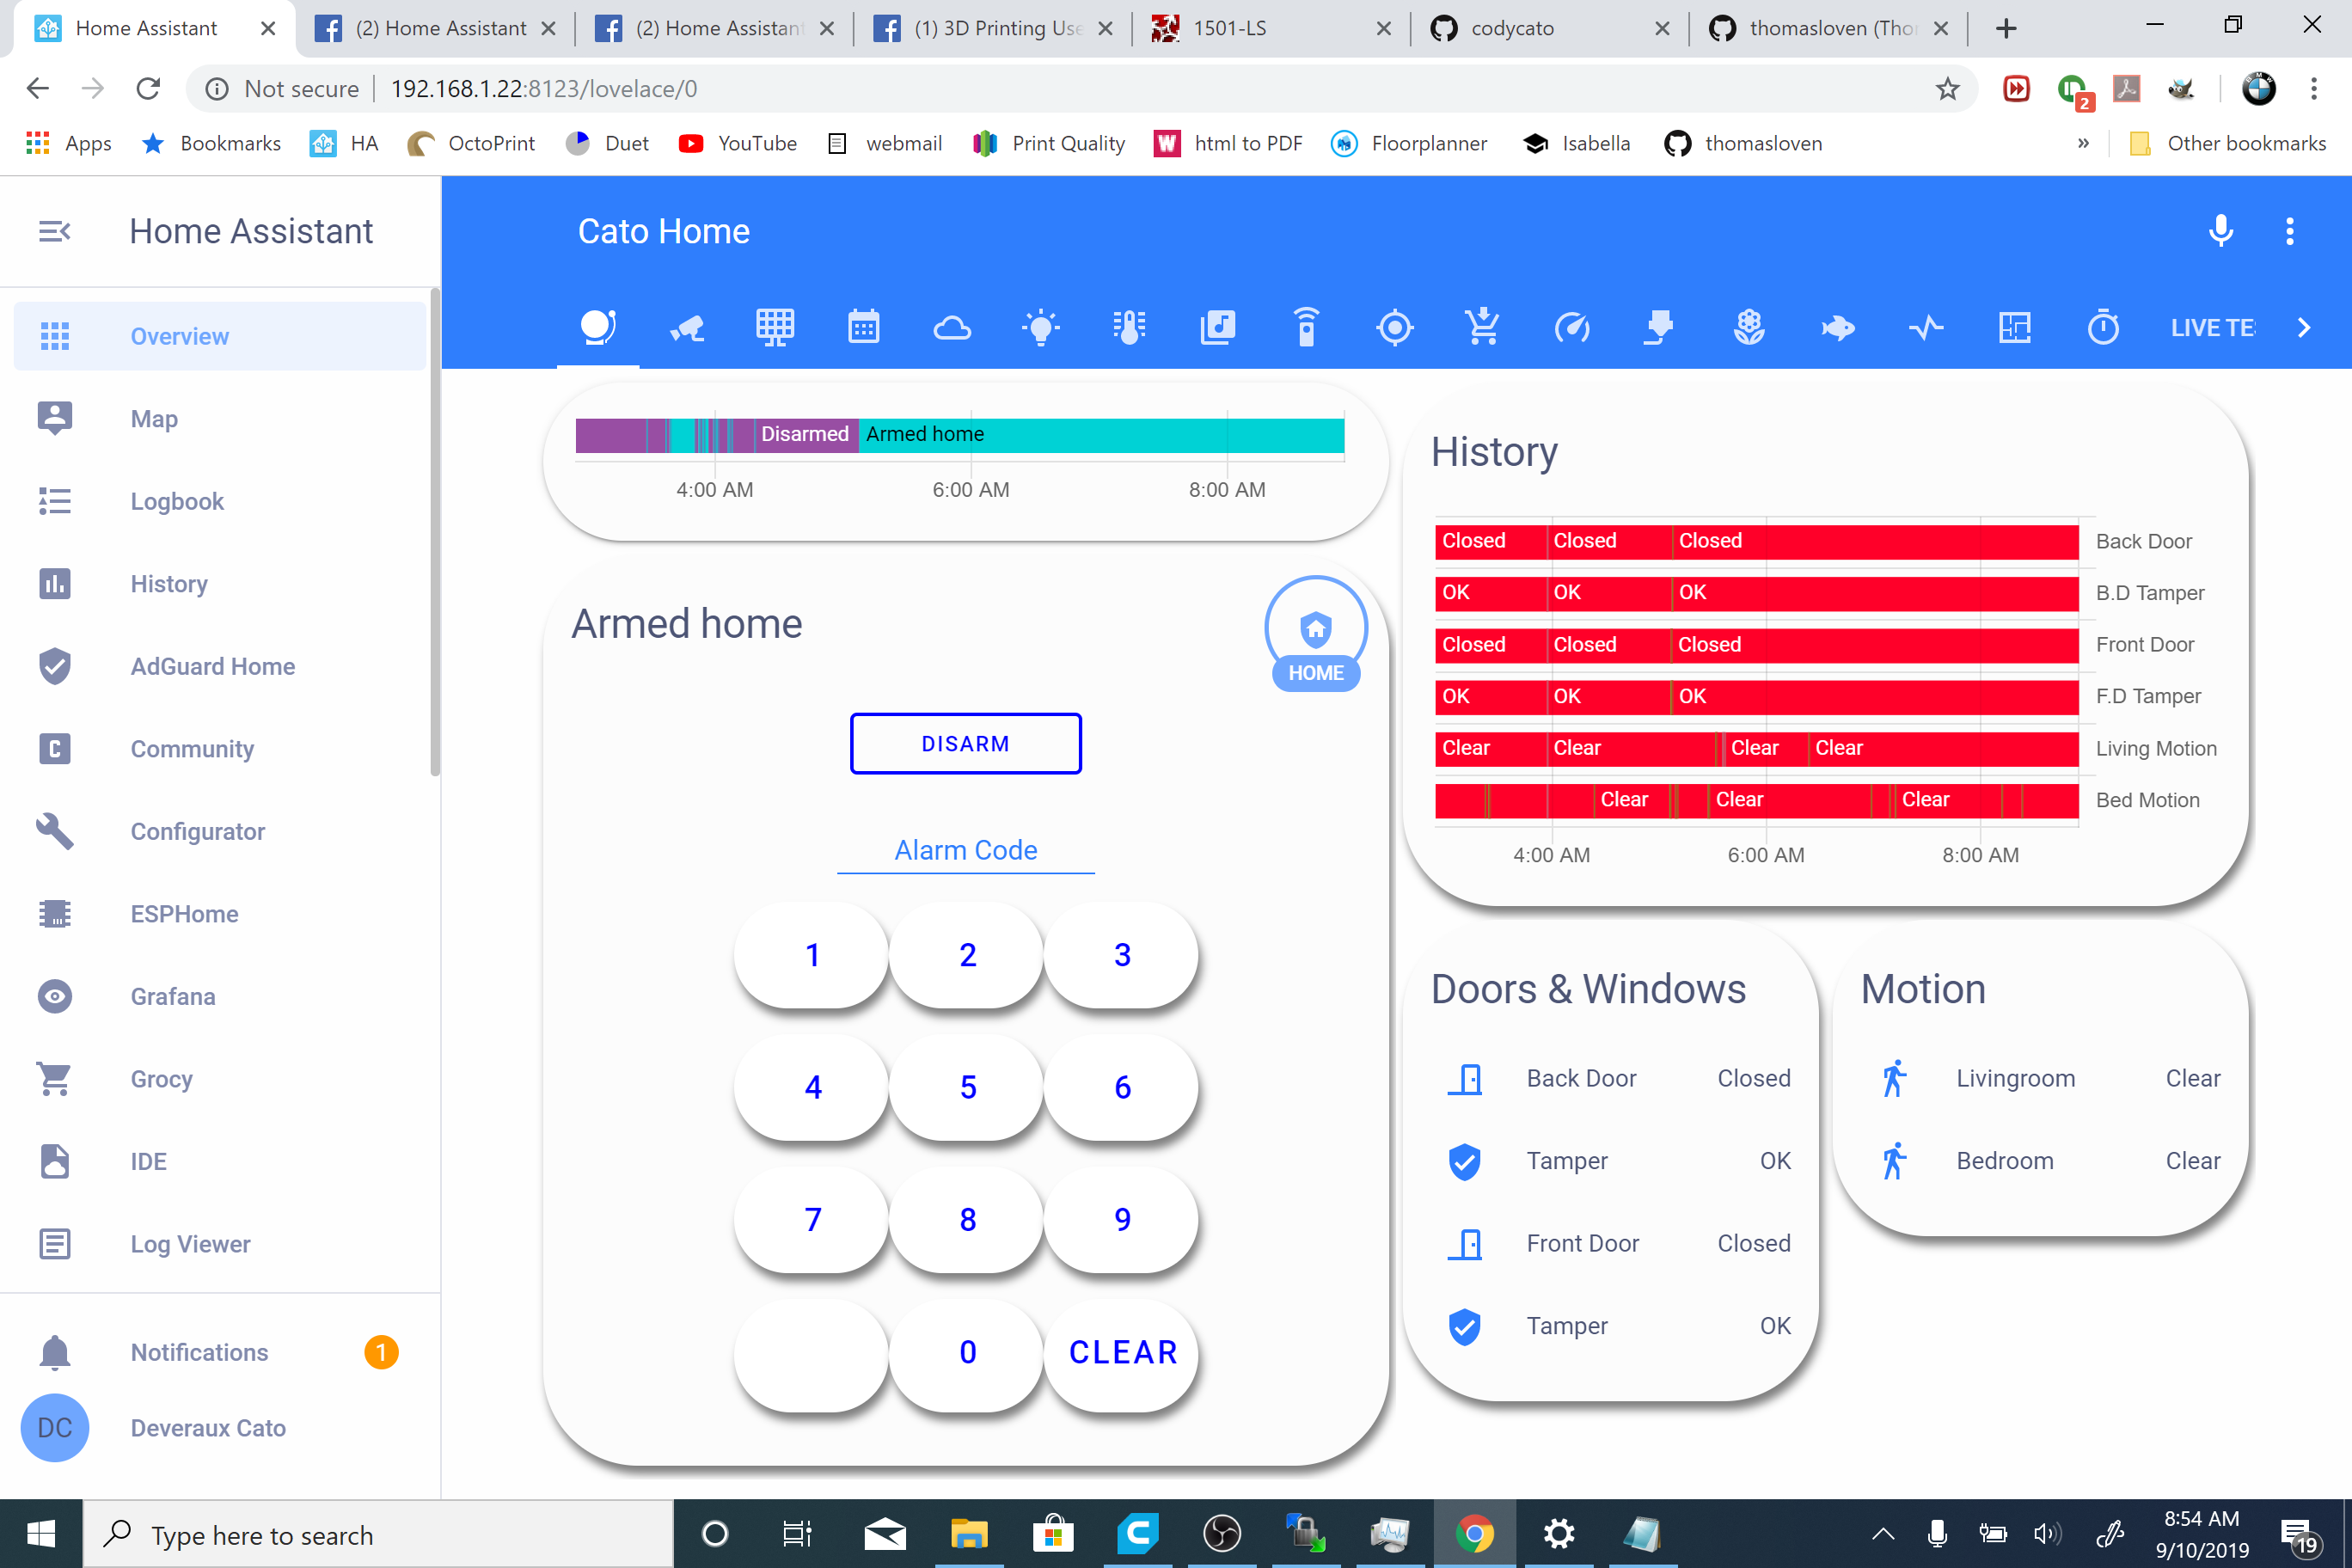 Home Assistant
(2) Home Assistant
(2) Home Assistant
(1) 3D Printing Use
1501-LS
codycato
thomasloven (Tho
Not secure
192.168.1.22:8123/lovelace/0
2
Apps
Bookmarks
HA
OctoPrint
Duet
YouTube
webmail
Print Quality
html to PDF
Floorplanner
Isabella
thomasloven
»
Other bookmarks
Home Assistant
Overview
Map
Logbook
History
AdGuard Home
Community
Configurator
ESPHome
Grafana
Grocy
IDE
Log Viewer
Notifications
1
DC
Deveraux Cato
Cato Home
LIVE TE
Disarmed
Armed home
4:00 AM
6:00 AM
8:00 AM
Armed home
HOME
DISARM
Alarm Code
1
2
3
4
5
6
7
8
9
0
CLEAR
History
Closed
Closed
Closed
Back Door
OK
OK
OK
B.D Tamper
Closed
Closed
Closed
Front Door
OK
OK
OK
F.D Tamper
Clear
Clear
Clear
Clear
Living Motion
Clear
Clear
Clear
Bed Motion
4:00 AM
6:00 AM
8:00 AM
Doors & Windows
Back Door
Closed
Tamper
OK
Front Door
Closed
Tamper
OK
Motion
Livingroom
Clear
Bedroom
Clear
Type here to search
8:54 AM
9/10/2019
19